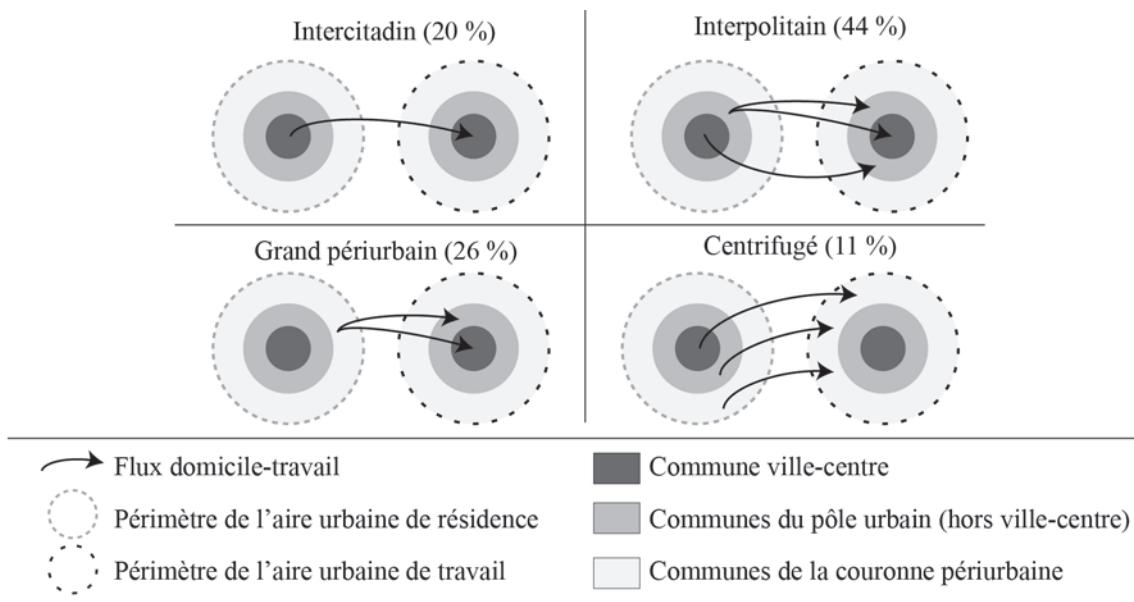 Intercitadin (20 %)
Interpolitain (44 %)
Grand périurbain (26 %)
Centrifugé (11 %)
Flux domicile-travail
Périmètre de l’aire urbaine de résidence
Périmètre de l’aire urbaine de travail
Commune ville-centre
Communes du pôle urbain (hors ville-centre)
Communes de la couronne périurbaine